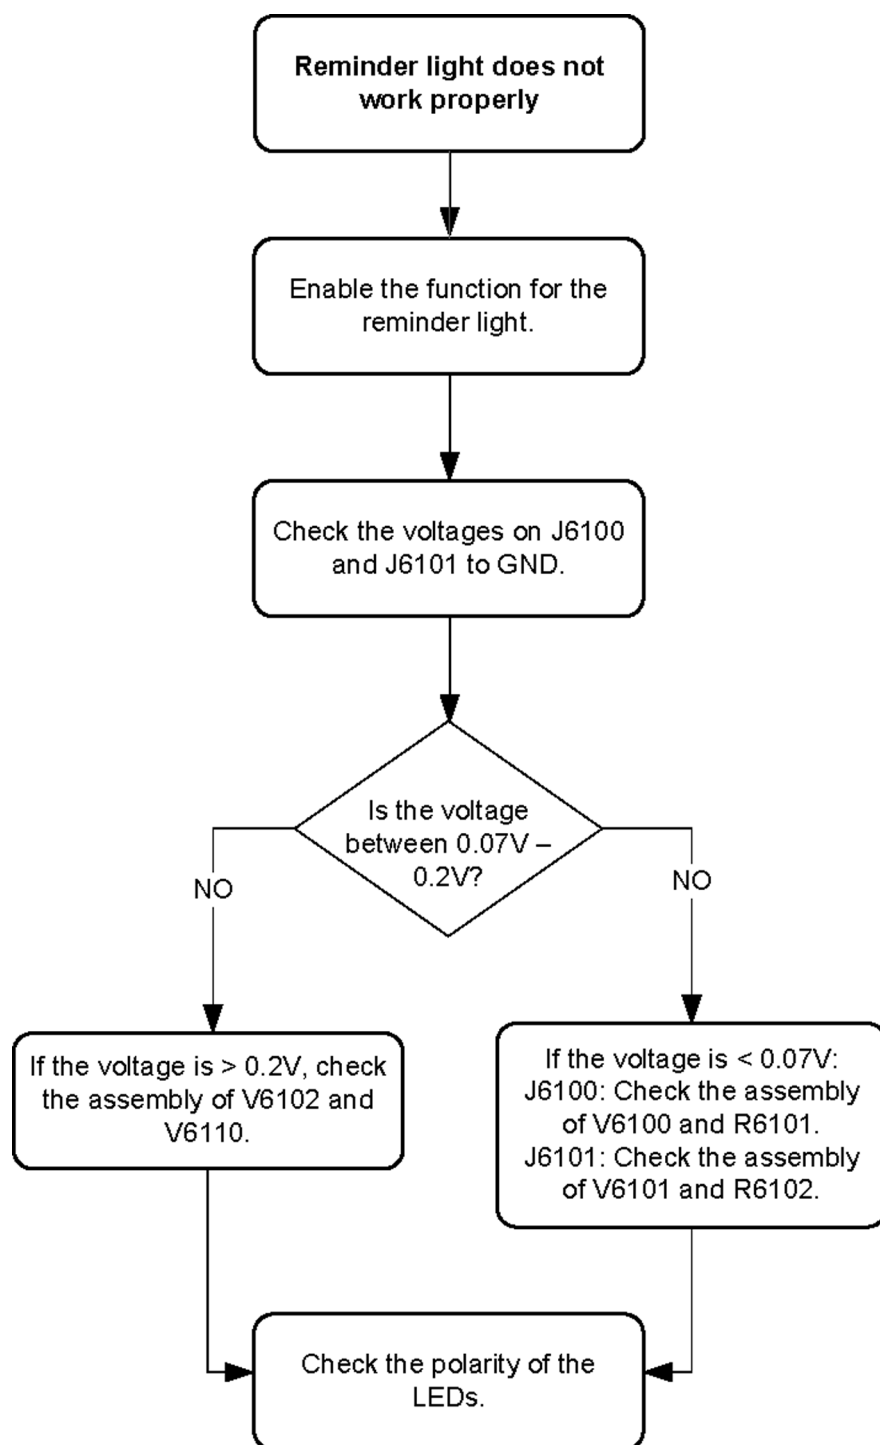 Reminder light does not
work properly
Enable the function for the
reminder light.
Check the voltages on J6100
and J6101 to GND.
Is the voltage
between 0.07V –
0.2V?
NO
NO
If the voltage is > 0.2V, check
the assembly of V6102 and
V6110.
If the voltage is < 0.07V:
J6100: Check the assembly
of V6100 and R6101.
J6101: Check the assembly
of V6101 and R6102.
Check the polarity of the
LEDs.